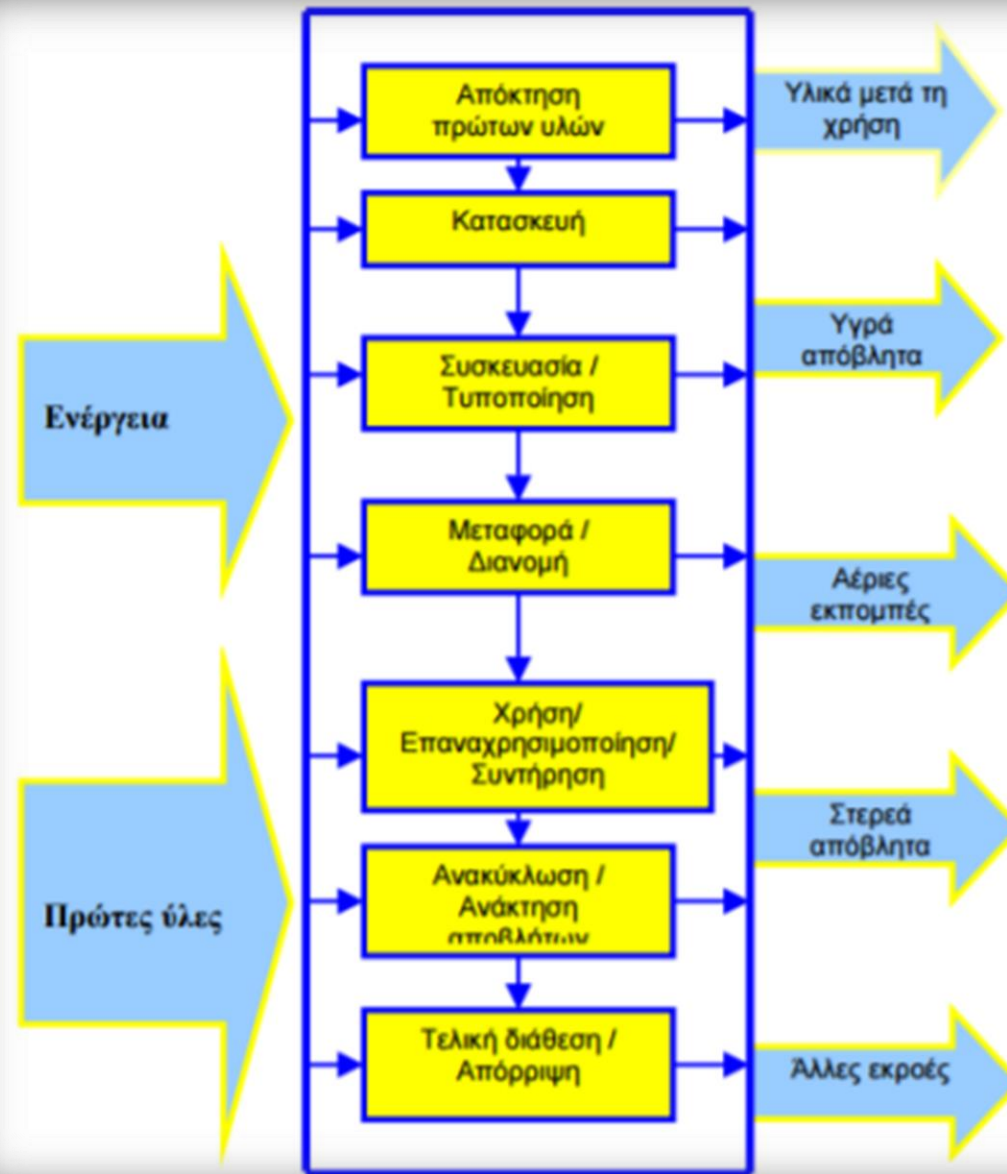 Απόκτηση
πρώτων υλών
Κατασκευή
Συσκευασία /
Τυποποίηση
Μεταφορά /
Διανομή
Χρήση/
Επαναχρησιμοποίηση/
Συντήρηση
Ανακύκλωση /
Ανάκτηση
αποβλότων
Τελική διάθεση /
Απόρριψη
Ενέργεια
Πρώτες ύλες
Υλικά μετά τη
χρήση
Υγρά
απόβλητα
Αέριες
εκπομπές
Στερεά
απόβλητα
Άλλες εκροές